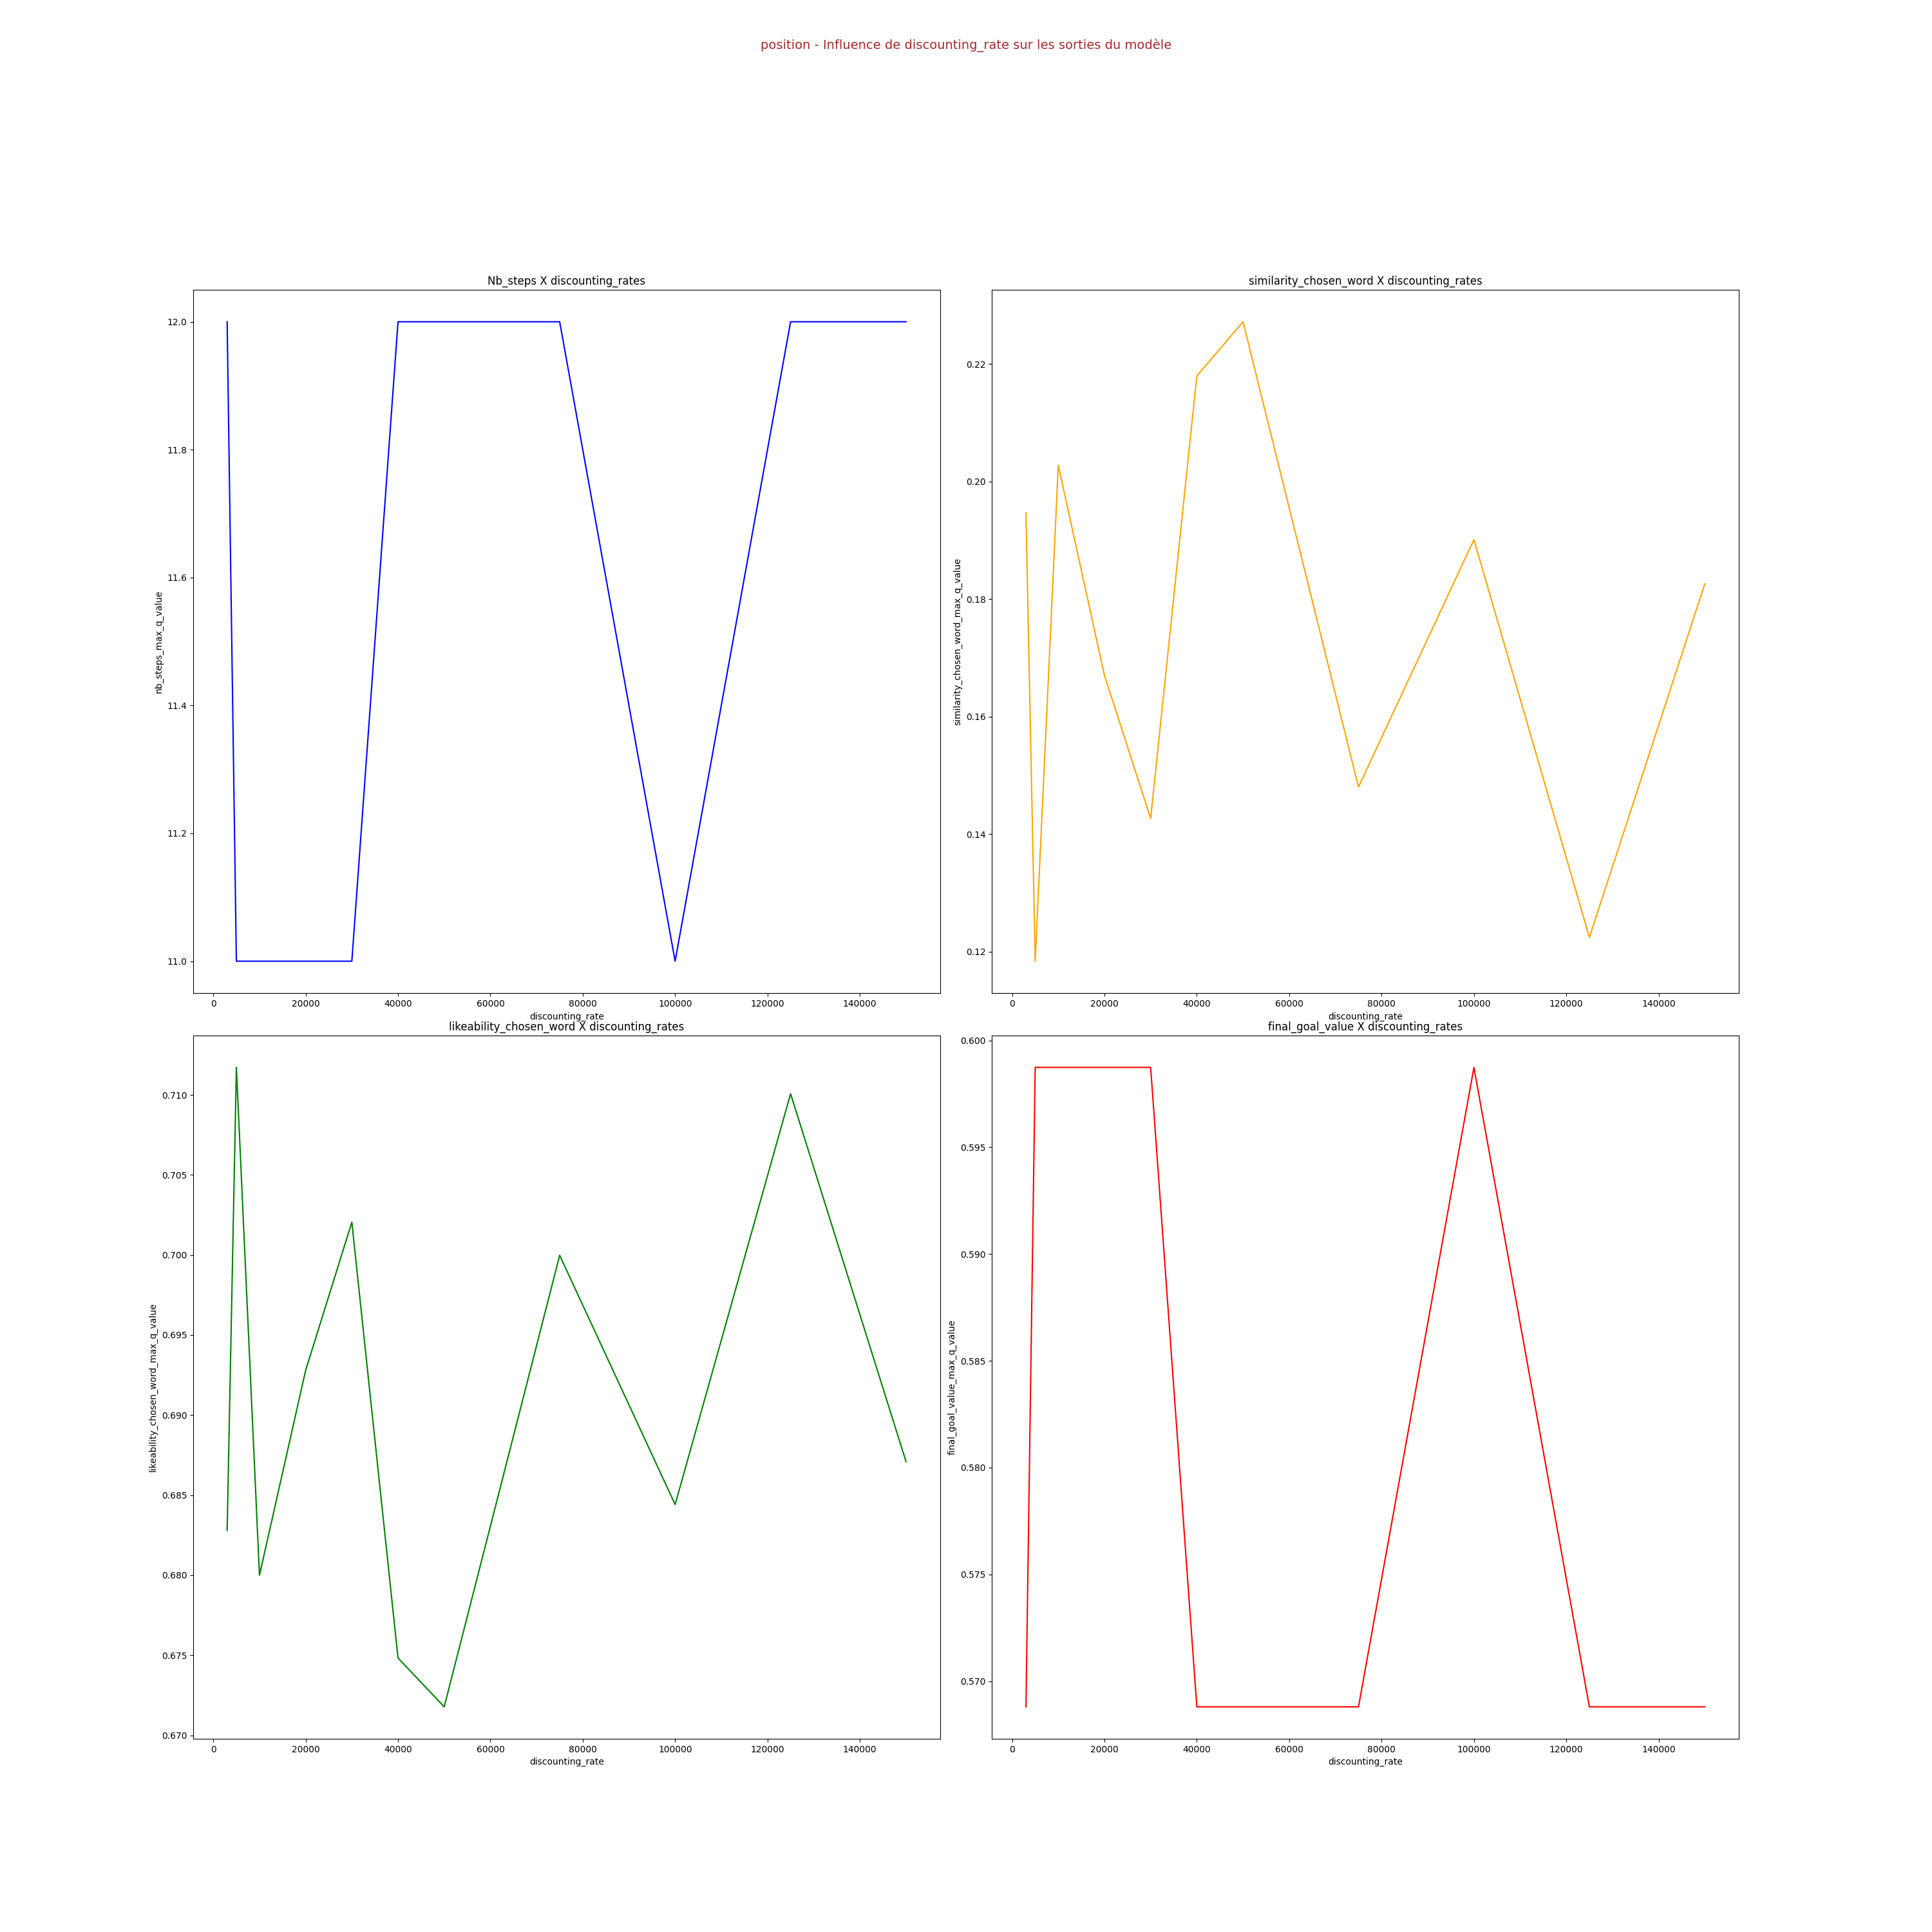 position - Influence de discounting_rate sur les sorties du modèle
Nb_steps X discounting_rates
12.0
11.8
11.6
11.4
11.2
11.0
nb_steps_max_q_value
0 20000 40000 60000 80000 100000 120000 140000
discounting_rate
similarity_chosen_word X discounting_rates
0.22
0.20
0.18
0.16
0.14
0.12
similarity_chosen_word_max_q_value
0 20000 40000 60000 80000 100000 120000 140000
discounting_rate
likeability_chosen_word X discounting_rates
0.710
0.705
0.700
0.695
0.690
0.685
0.680
0.675
0.670
likeability_chosen_word_max_q_value
0 20000 40000 60000 80000 100000 120000 140000
discounting_rate
final_goal_value X discounting_rates
0.600
0.595
0.590
0.585
0.580
0.575
0.570
final_goal_value_max_q_value
0 20000 40000 60000 80000 100000 120000 140000
discounting_rate